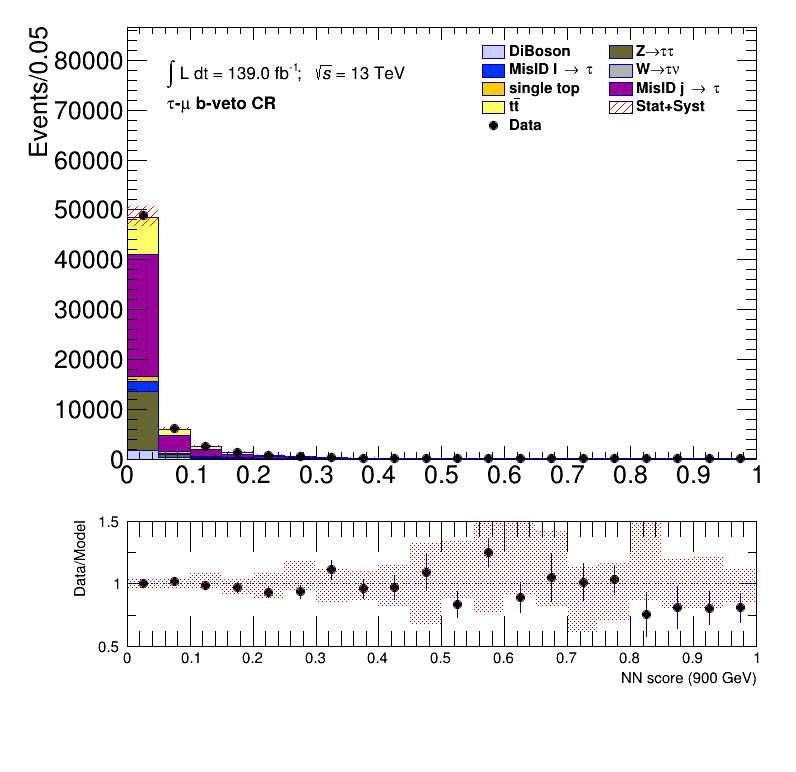 Events/0.05
80000
70000
60000
50000
40000
30000
20000
10000
0
∫ L dt = 139.0 fb⁻¹; √s = 13 TeV
τ-μ b-veto CR
DiBoson
MisID l → τ
single top
tt̄
Data
Z→ττ
W→τν
MisID j → τ
Stat+Syst
0 0.1 0.2 0.3 0.4 0.5 0.6 0.7 0.8 0.9 1
Data/Model
1.5
1
0.5
0 0.1 0.2 0.3 0.4 0.5 0.6 0.7 0.8 0.9 1
NN score (900 GeV)